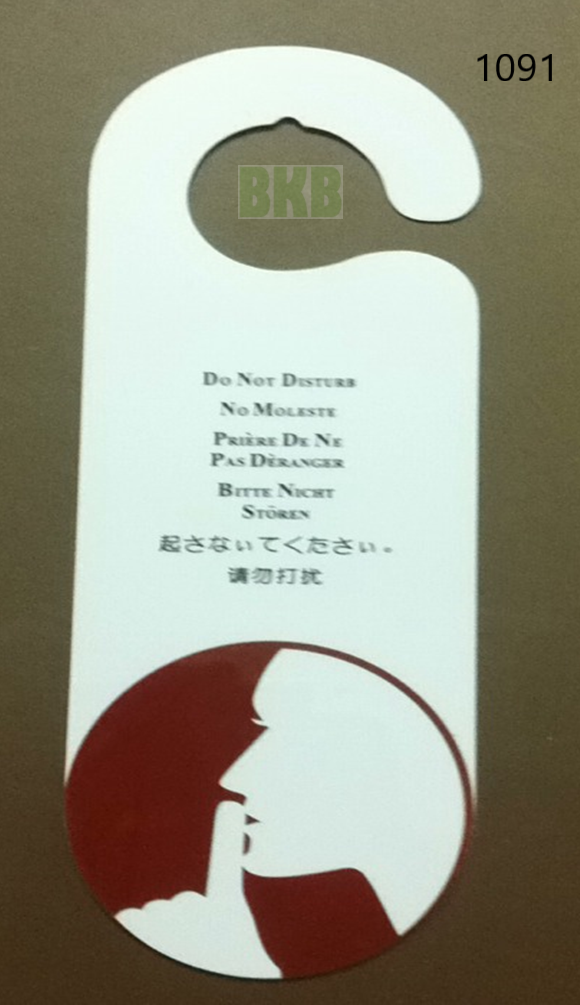 1091
BKB
DO NOT DISTURB
NO MOLESTE
PRIÈRE DE NE
PAS DÈRANGER
BITTE NICHT
STÖREN
起さないてください。
请勿打扰